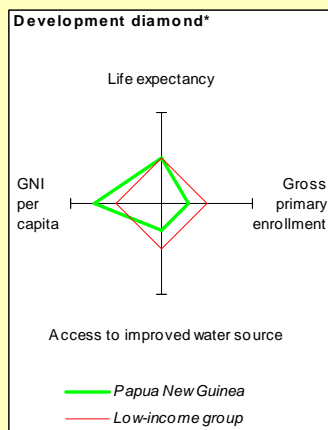 Development diamond*
Life expectancy
GNI
per
capita
Gross
primary
enrollment
Access to improved water source
Papua New Guinea
Low-income group